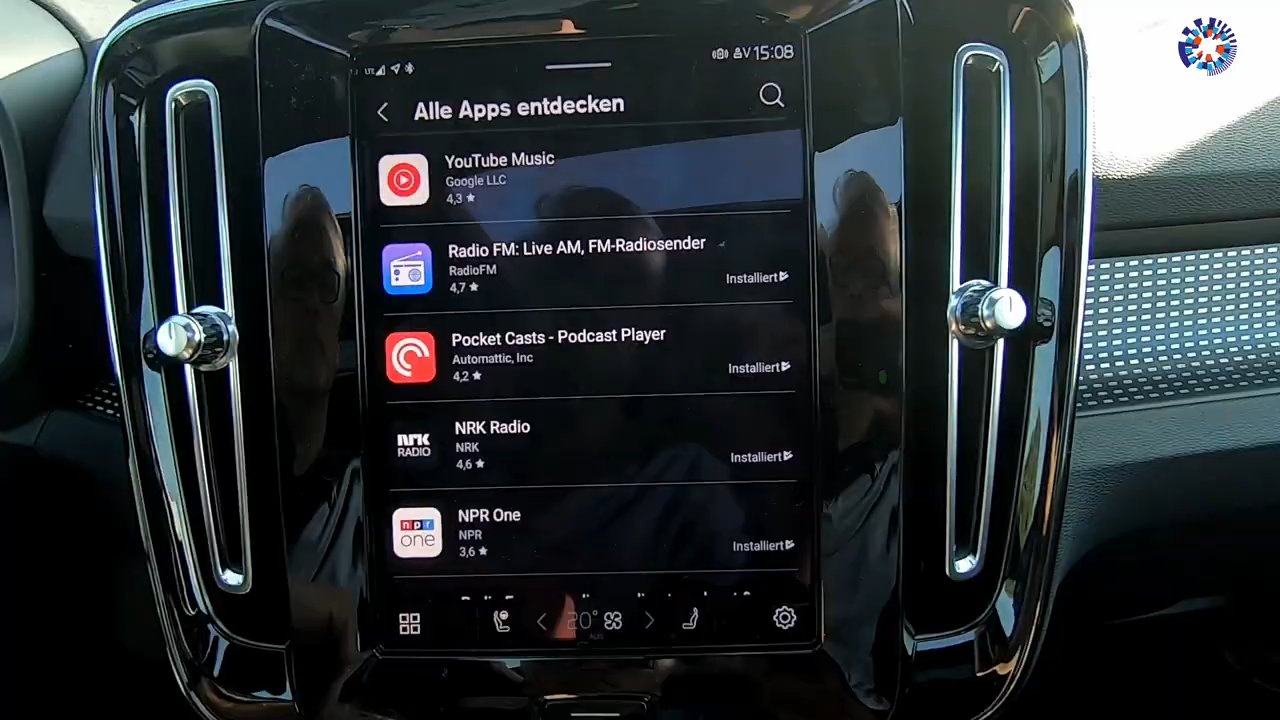 LTE
15:08
Alle Apps entdecken
YouTube Music
Google LLC
4,3 ★
Radio FM: Live AM, FM-Radiosender
RadioFM
4,7 ★
Installiert
Pocket Casts - Podcast Player
Automattic, Inc
4,2 ★
Installiert
NRK RADIO
NRK Radio
NRK
4,6 ★
Installiert
npr one
NPR One
NPR
3,6 ★
Installiert
20°